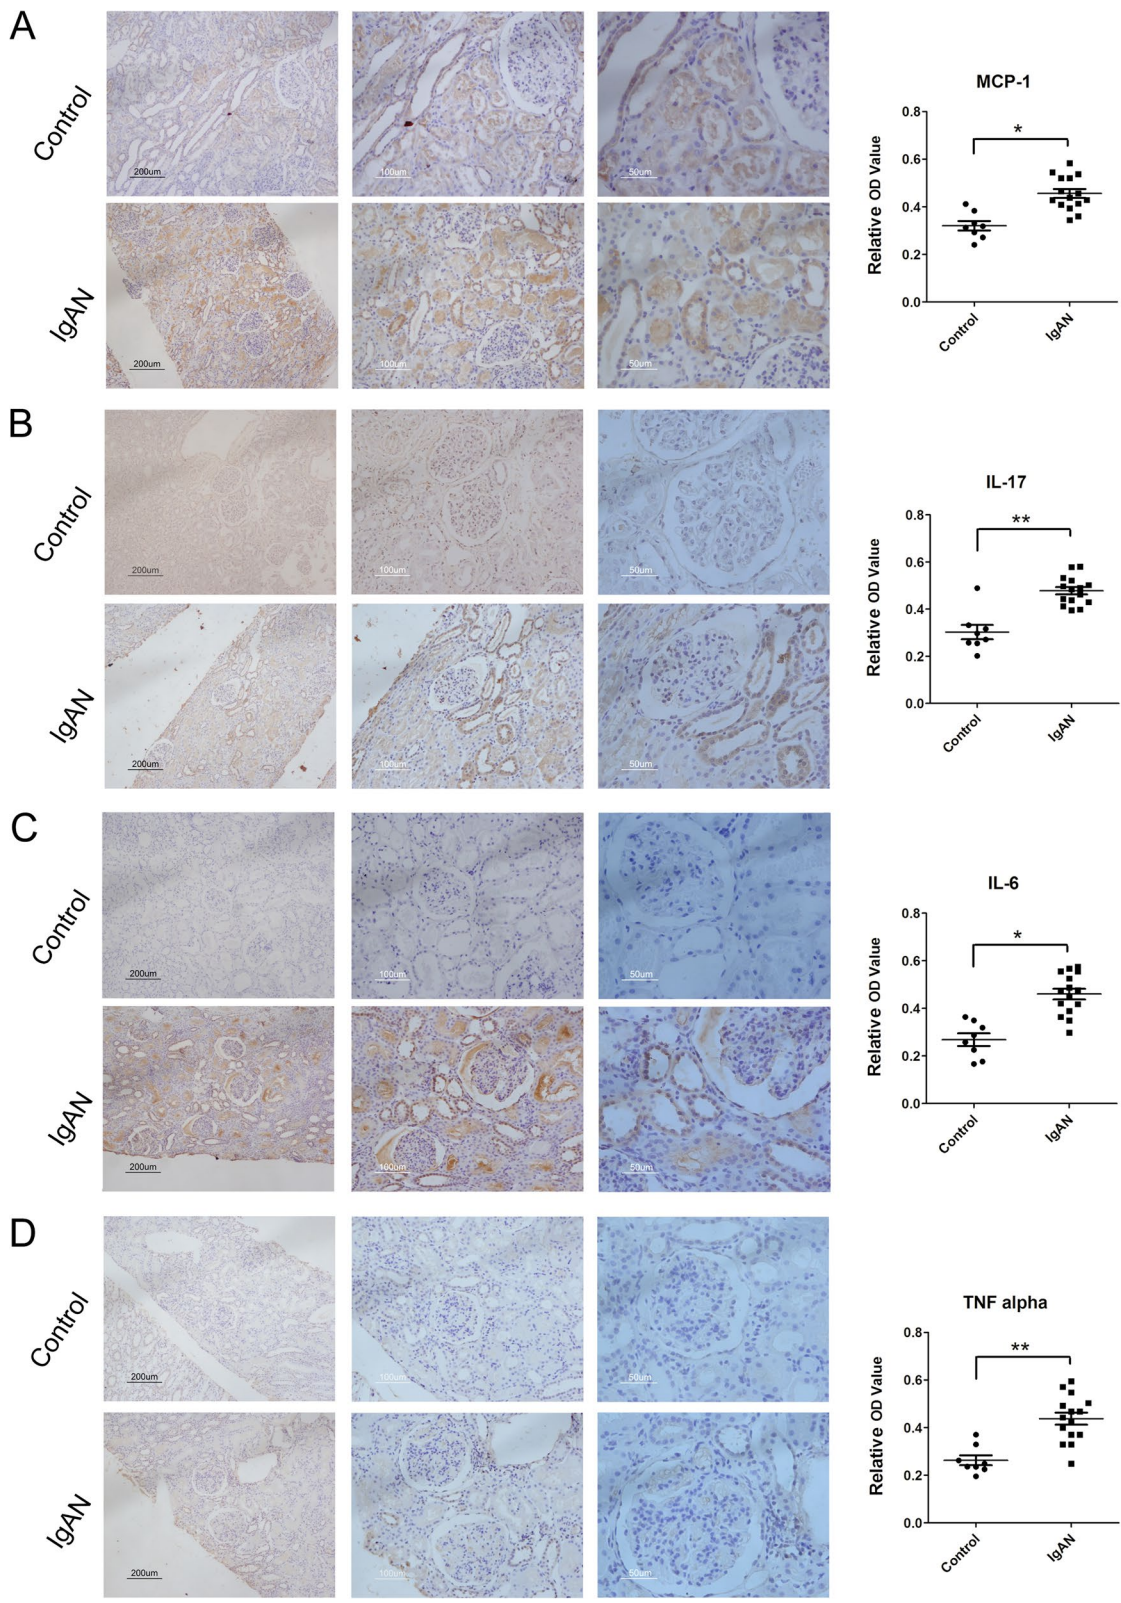 A
Control
200um
100um
50um
IgAN
200um
100um
50um
MCP-1
Relative OD Value
0.8
0.6
0.4
0.2
0.0
*
Control
IgAN
B
Control
200um
100um
50um
IgAN
200um
100um
50um
IL-17
Relative OD Value
0.8
0.6
0.4
0.2
0.0
**
Control
IgAN
C
Control
200um
100um
50um
IgAN
200um
100um
50um
IL-6
Relative OD Value
0.8
0.6
0.4
0.2
0.0
*
Control
IgAN
D
Control
200um
100um
50um
IgAN
200um
100um
50um
TNF alpha
Relative OD Value
0.8
0.6
0.4
0.2
0.0
**
Control
IgAN